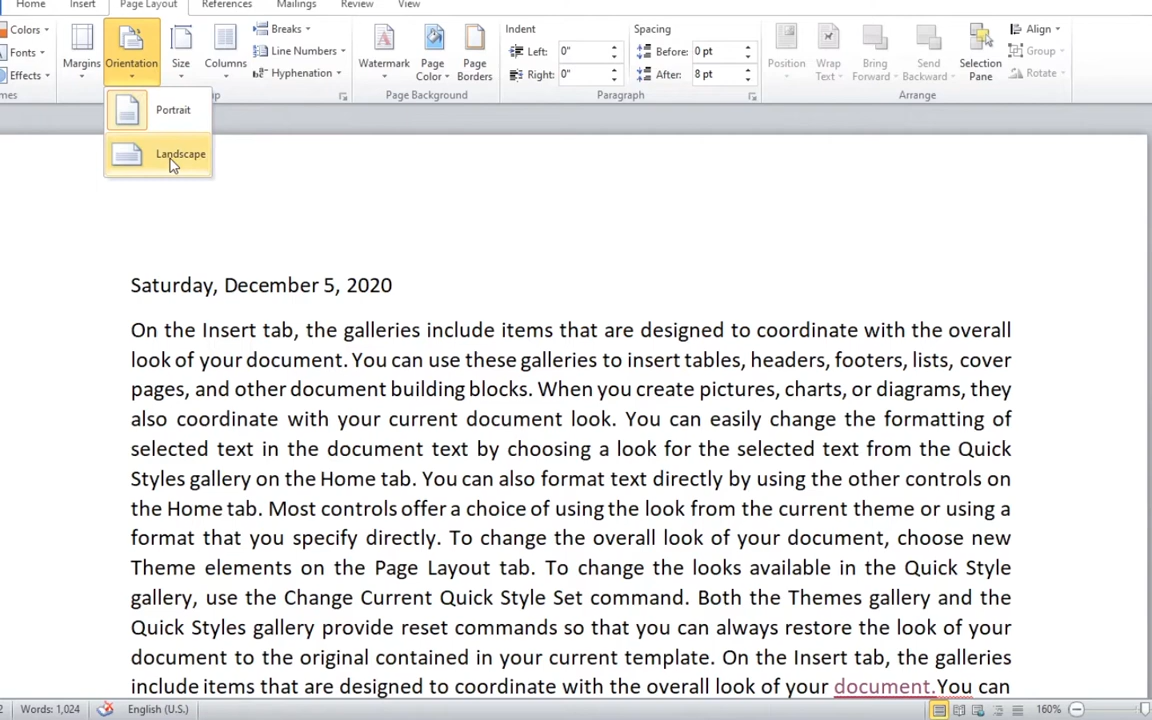 Home Insert Page Layout References Mailings Review View
Colors Breaks Indent Spacing Align
Fonts Line Numbers Left: 0" Before: 0 pt Group
Margins Orientation Size Columns Watermark Page Color Page Borders Position Wrap Text Bring Forward Send Backward Selection Pane
Effects Hyphenation Right: 0" After: 8 pt Rotate
Page Background Paragraph Arrange
Portrait
Landscape
Saturday, December 5, 2020
On the Insert tab, the galleries include items that are designed to coordinate with the overall
look of your document. You can use these galleries to insert tables, headers, footers, lists, cover
pages, and other document building blocks. When you create pictures, charts, or diagrams, they
also coordinate with your current document look. You can easily change the formatting of
selected text in the document text by choosing a look for the selected text from the Quick
Styles gallery on the Home tab. You can also format text directly by using the other controls on
the Home tab. Most controls offer a choice of using the look from the current theme or using a
format that you specify directly. To change the overall look of your document, choose new
Theme elements on the Page Layout tab. To change the looks available in the Quick Style
gallery, use the Change Current Quick Style Set command. Both the Themes gallery and the
Quick Styles gallery provide reset commands so that you can always restore the look of your
document to the original contained in your current template. On the Insert tab, the galleries
include items that are designed to coordinate with the overall look of your document.You can
Words: 1,024 English (U.S.) 160%